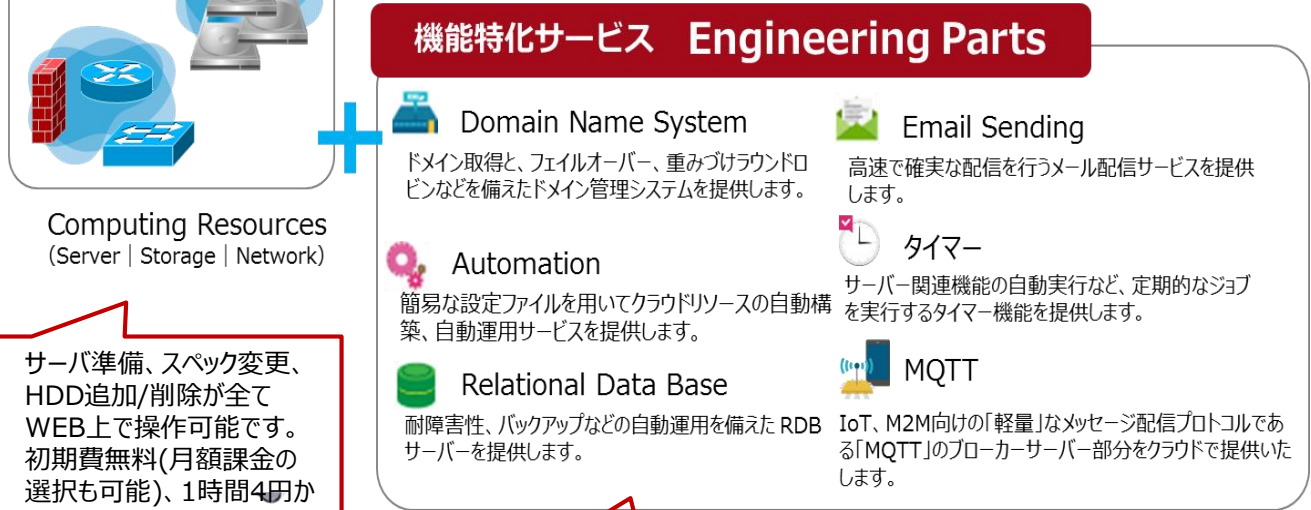 機能特化サービス Engineering Parts
Computing Resources
(Server | Storage | Network)
サーバ準備、スペック変更、
HDD追加/削除が全て
WEB上で操作可能です。
初期費無料(月額課金の
選択も可能)、1時間4円か
Domain Name System
ドメイン取得と、フェイルオーバー、重みづけラウンドロ
ビンなどを備えたドメイン管理システムを提供します。
Automation
簡易な設定ファイルを用いてクラウドリソースの自動構
築、自動運用サービスを提供します。
Relational Data Base
耐障害性、バックアップなどの自動運用を備えた RDB
サーバーを提供します。
Email Sending
高速で確実な配信を行うメール配信サービスを提供
します。
タイマー
サーバー関連機能の自動実行など、定期的なジョブ
を実行するタイマー機能を提供します。
MQTT
IoT、M2M向けの「軽量」なメッセージ配信プロトコルであ
る「MQTT」のブローカーサーバー部分をクラウドで提供いた
します。